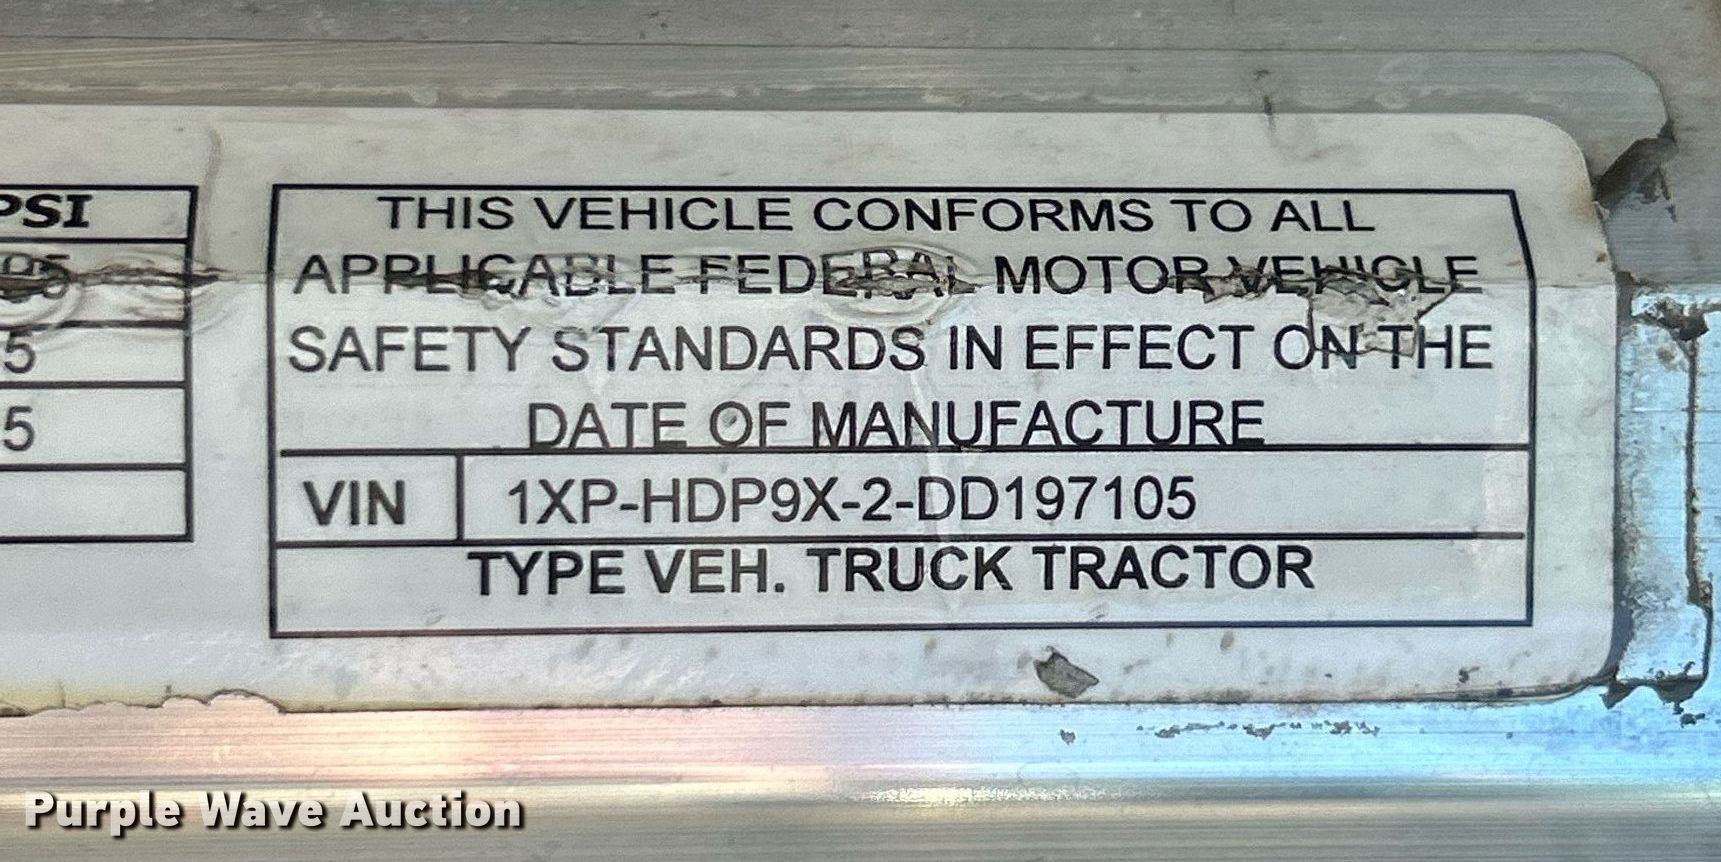 PSI
THIS VEHICLE CONFORMS TO ALL
95
APPLICABLE FEDERAL MOTOR VEHICLE
5
SAFETY STANDARDS IN EFFECT ON THE
5
DATE OF MANUFACTURE
VIN 1XP-HDP9X-2-DD197105
TYPE VEH. TRUCK TRACTOR
Purple Wave Auction